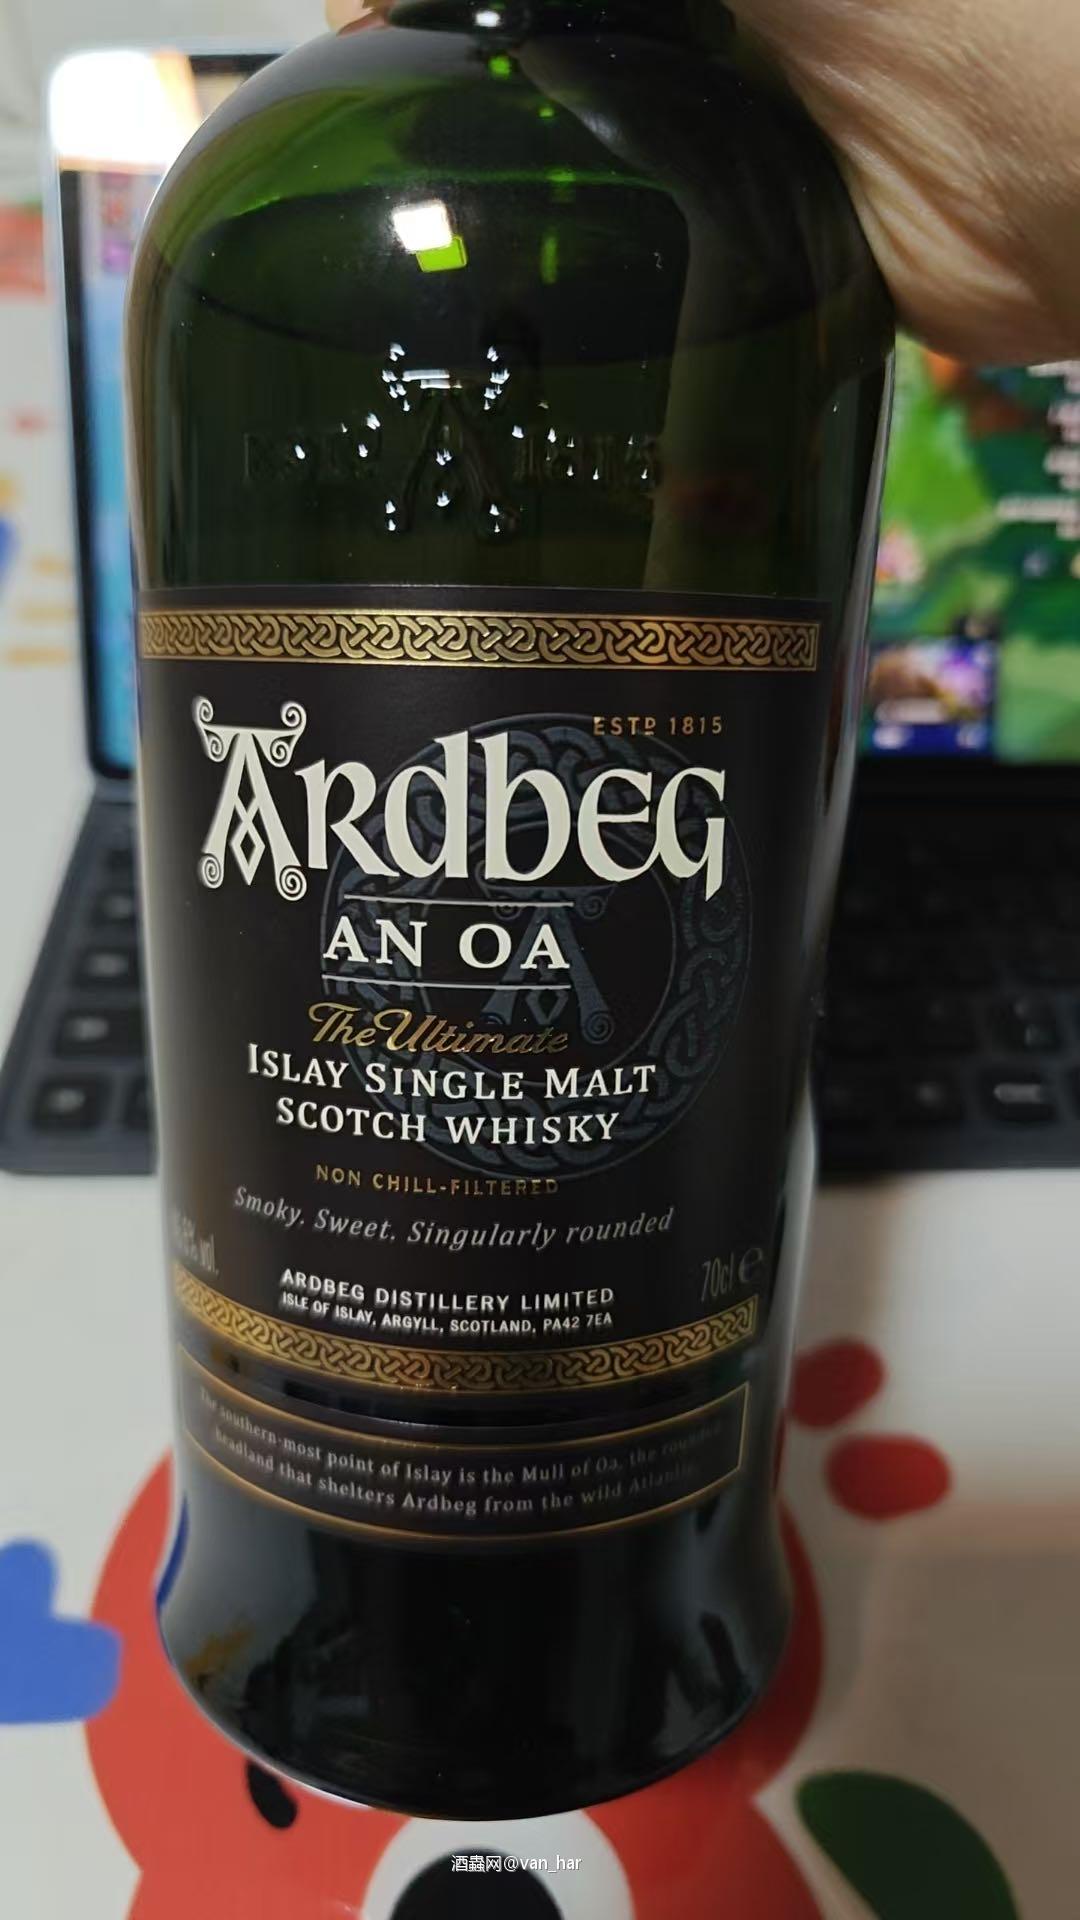 ESTD 1815
ARdbEG
AN OA
The Ultimate
ISLAY SINGLE MALT
SCOTCH WHISKY
NON CHILL-FILTERED
Smoky. Sweet. Singularly rounded
vol.
70cl e
ARDBEG DISTILLERY LIMITED
ISLE OF ISLAY, ARGYLL, SCOTLAND, PA42 7EA
The southern-most point of Islay is the Mull of Oa, the rounded
headland that shelters Ardbeg from the wild Atlantic
酒蟲网@van_har